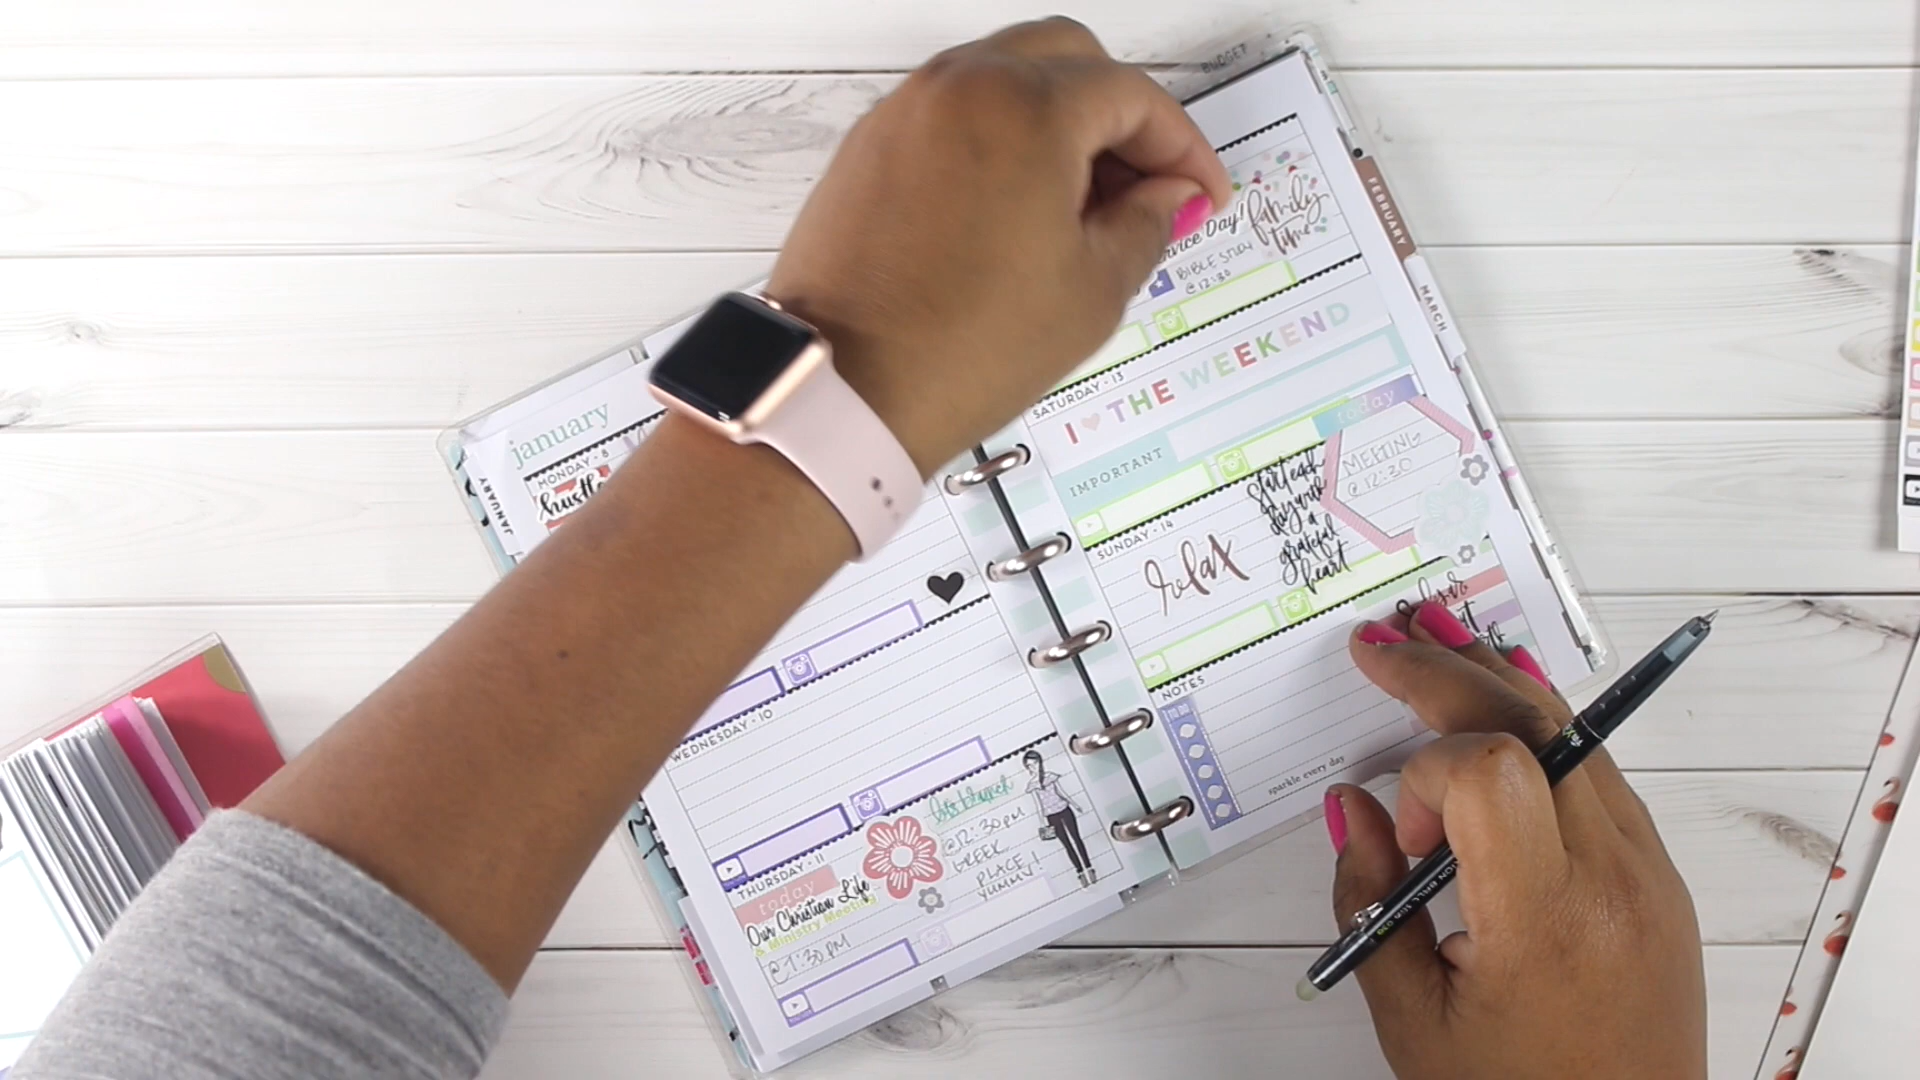 BUDGET
january
JANUARY
MONDAY • 8
hustle
WEDNESDAY • 10
THURSDAY • 11
today
Our Christian Life
& Ministry Meeting
@ 7:30 PM
@ 12:30 PM
GREEK
PLACE!
YUMMY!
Day!
family
time
BIBLE STUDY
@ 12:30
FEBRUARY
MARCH
SATURDAY • 13
I THE WEEKEND
IMPORTANT
today
MEETING
@ 12:30
SUNDAY • 14
relax
start each
day with
a
grateful
heart
NOTES
TO DO
sparkle every day